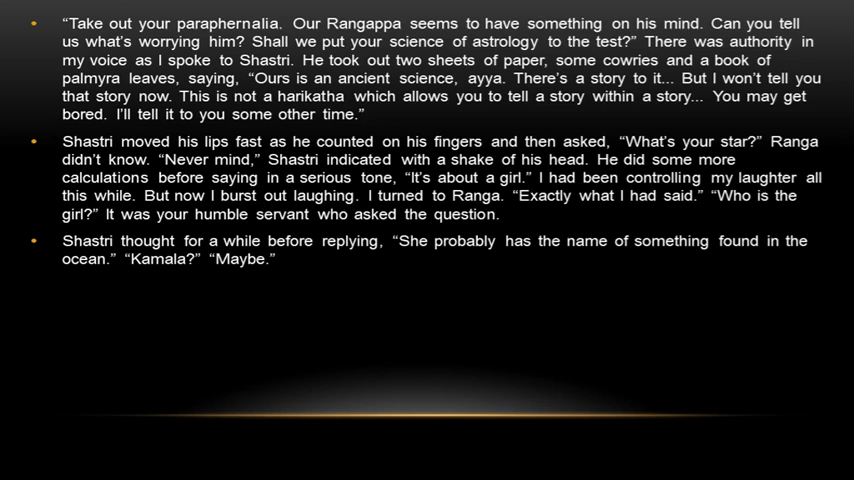 “Take out your paraphernalia. Our Rangappa seems to have something on his mind. Can you tell
us what’s worrying him? Shall we put your science of astrology to the test?” There was authority in
my voice as I spoke to Shastri. He took out two sheets of paper, some cowries and a book of
palmyra leaves, saying, “Ours is an ancient science, ayya. There’s a story to it... But I won’t tell you
that story now. This is not a harikatha which allows you to tell a story within a story... You may get
bored. I’ll tell it to you some other time.”
Shastri moved his lips fast as he counted on his fingers and then asked, “What’s your star?” Ranga
didn’t know. “Never mind,” Shastri indicated with a shake of his head. He did some more
calculations before saying in a serious tone, “It’s about a girl.” I had been controlling my laughter all
this while. But now I burst out laughing. I turned to Ranga. “Exactly what I had said.” “Who is the
girl?” It was your humble servant who asked the question.
Shastri thought for a while before replying, “She probably has the name of something found in the
ocean.” “Kamala?” “Maybe.”